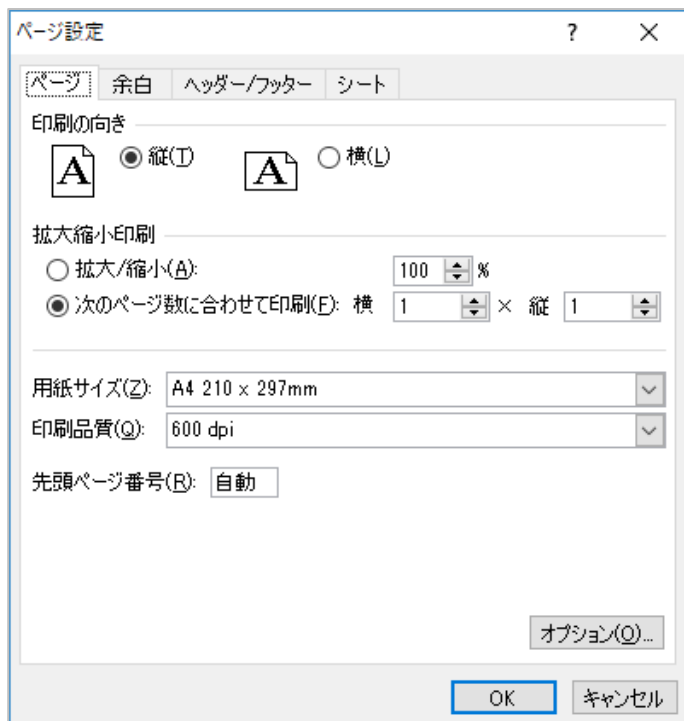 ページ設定 ?
ページ 余白 ヘッダー/フッター シート
印刷の向き
A 縦(T) A 横(L)
拡大縮小印刷
拡大/縮小(A): 100 %
次のページ数に合わせて印刷(F): 横 1 × 縦 1
用紙サイズ(Z): A4 210 x 297mm
印刷品質(Q): 600 dpi
先頭ページ番号(R): 自動
オプション(O)...
OK キャンセル